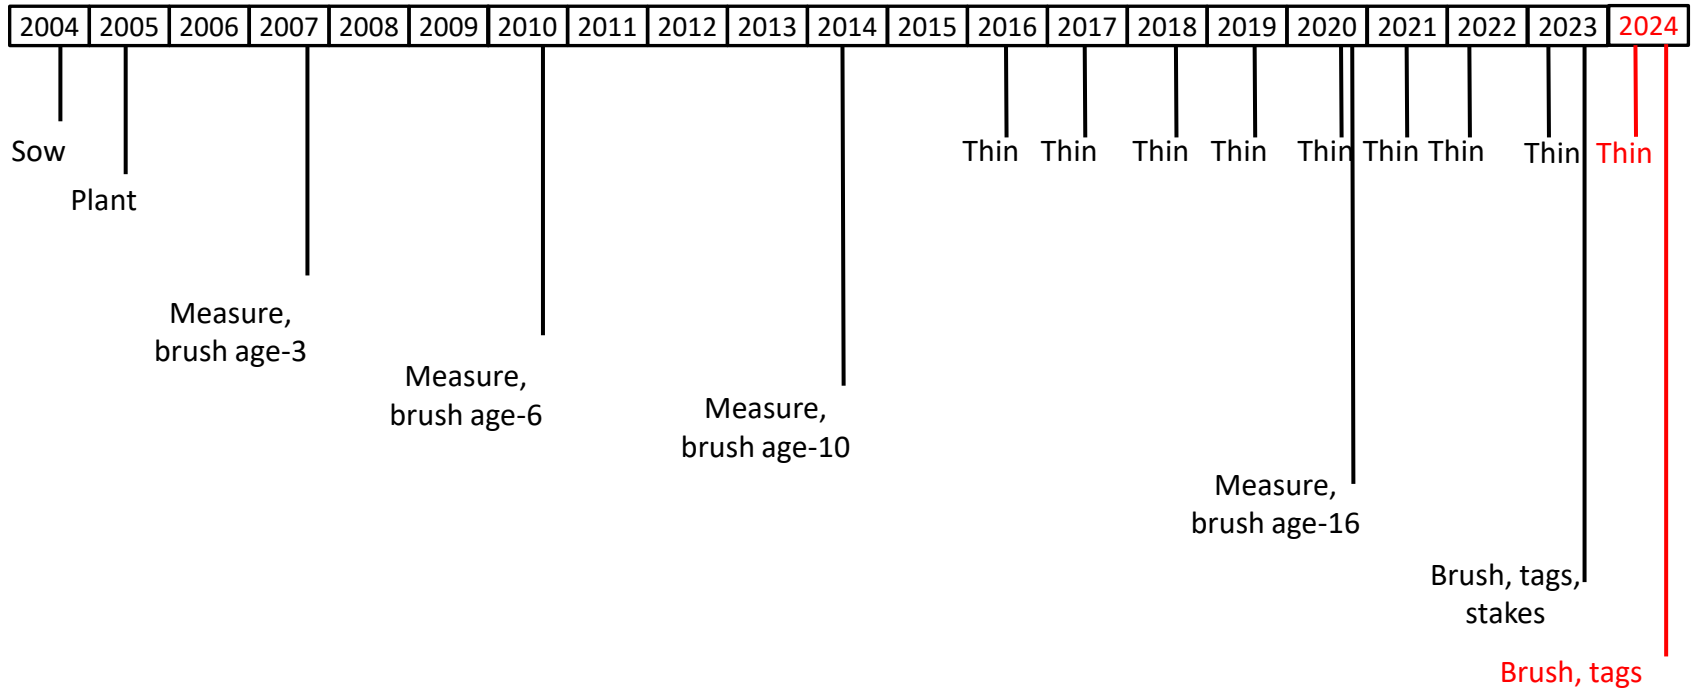 2004 2005 2006 2007 2008 2009 2010 2011 2012 2013 2014 2015 2016 2017 2018 2019 2020 2021 2022 2023 2024
Sow
Thin Thin Thin Thin Thin Thin Thin Thin Thin
Plant
Measure,
brush age-3
Measure,
brush age-6
Measure,
brush age-10
Measure,
brush age-16
Brush, tags,
stakes
Brush, tags